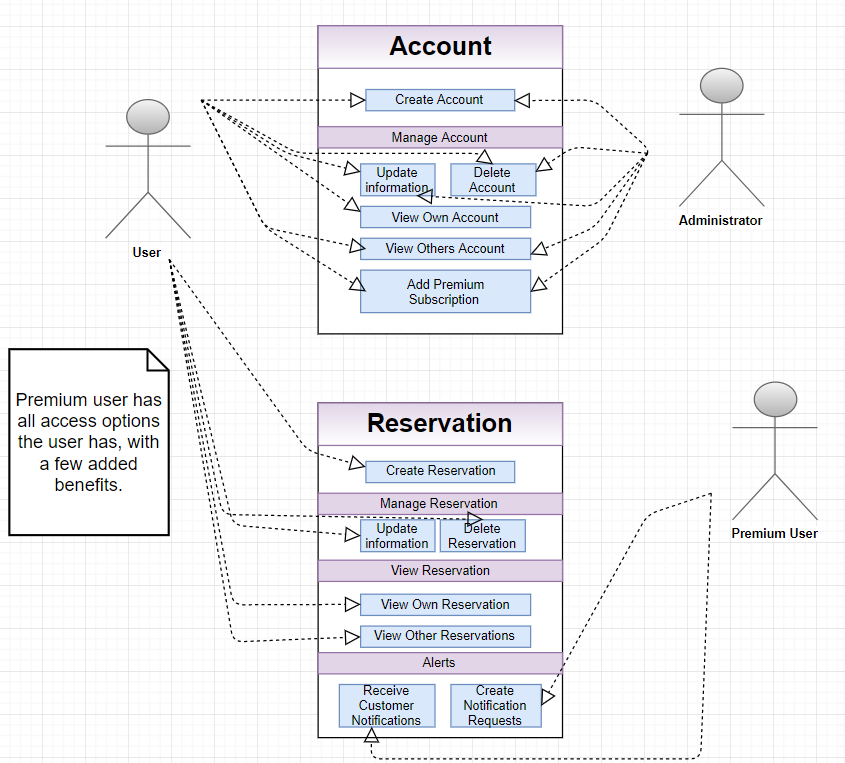 Account
Create Account
Manage Account
Update
information
Delete
Account
View Own Account
View Others Account
Add Premium
Subscription
User
Administrator
Premium user has
all access options
the user has, with
a few added
benefits.
Reservation
Create Reservation
Manage Reservation
Update
information
Delete
Reservation
View Reservation
View Own Reservation
View Other Reservations
Alerts
Receive
Customer
Notifications
Create
Notification
Requests
Premium User